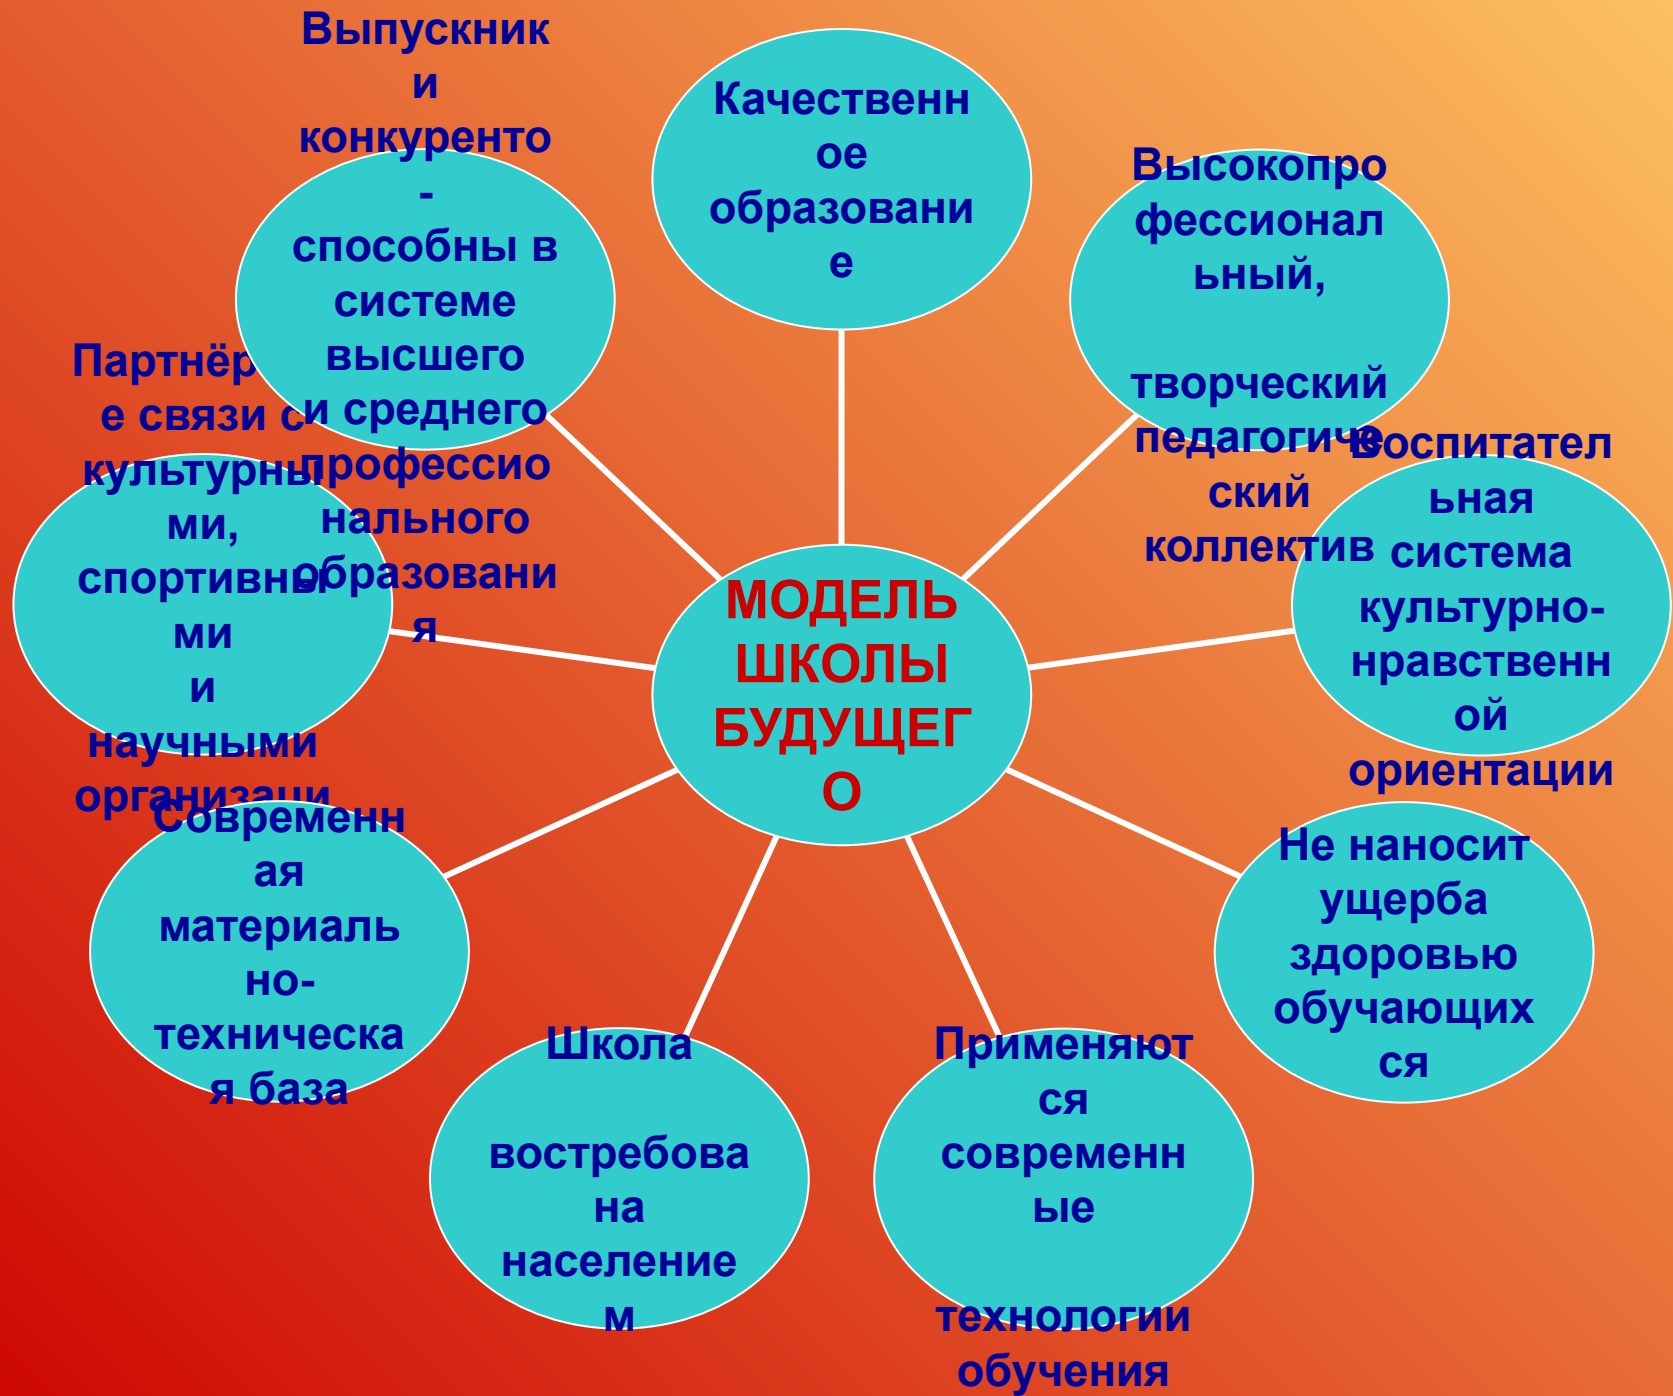 Выпускник
и
конкуренто
-
способны в
системе
высшего
и среднего
профессио
нального
образовани
я
Качественн
ое
образовани
е
Высокопро
фессионал
ьный,
творческий
педагогиче
ский
коллектив
Воспитател
ьная
система
культурно-
нравственн
ой
ориентации
Не наносит
ущерба
здоровью
обучающих
ся
Применяют
ся
современн
ые
технологии
обучения
Школа
востребова
на
население
м
Современн
ая
материаль
но-
техническа
я база
Партнёр
е связи с
культурны
ми,
спортивны
ми
и
научными
организаци
МОДЕЛЬ
ШКОЛЫ
БУДУЩЕГ
О